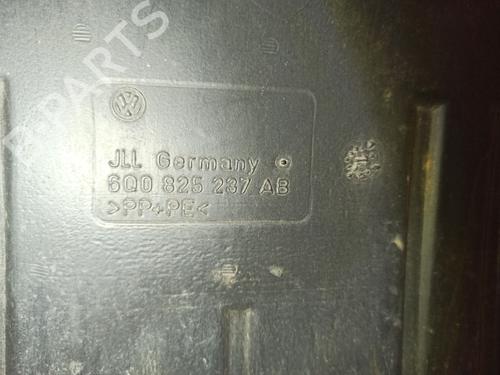 B-PARTS
JLL Germany
6Q0 825 237 AB
>PP+PE<